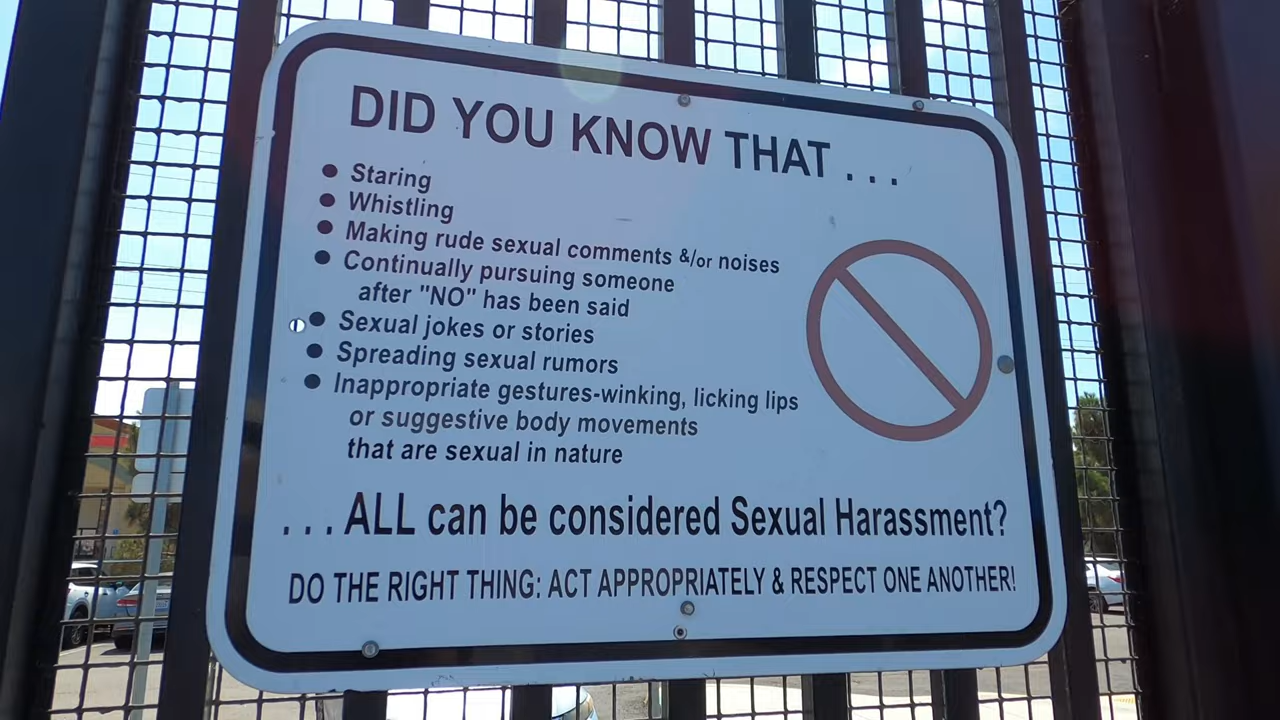 DID YOU KNOW THAT . . .
● Staring
● Whistling
● Making rude sexual comments &/or noises
● Continually pursuing someone
after "NO" has been said
● Sexual jokes or stories
● Spreading sexual rumors
● Inappropriate gestures-winking, licking lips
or suggestive body movements
that are sexual in nature
. . . ALL can be considered Sexual Harassment?
DO THE RIGHT THING: ACT APPROPRIATELY & RESPECT ONE ANOTHER!